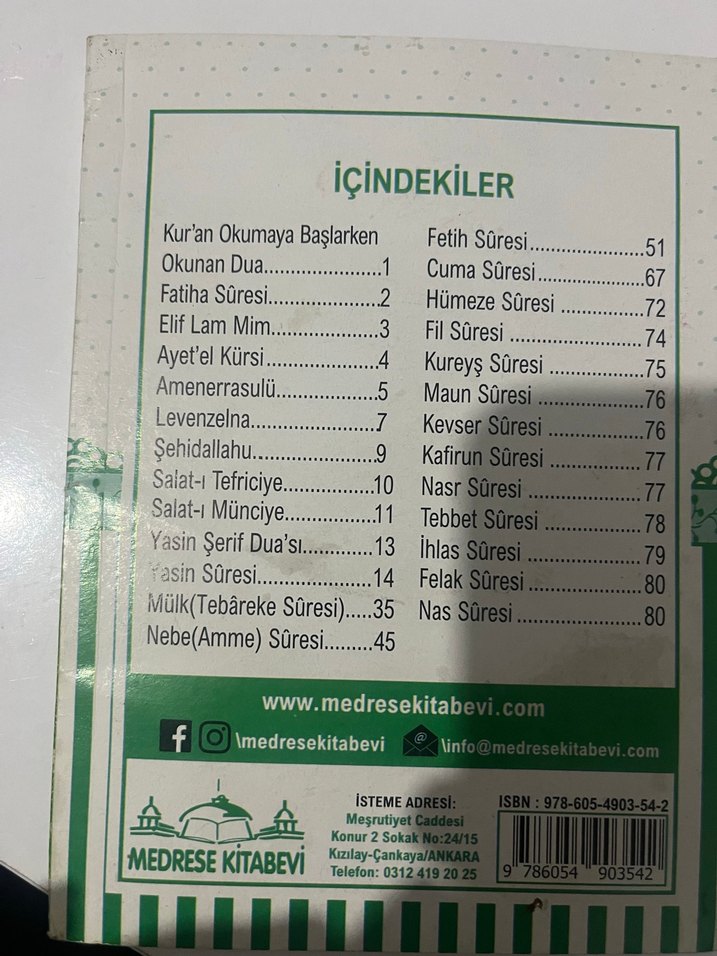 İÇİNDEKİLER
Kur'an Okumaya Başlarken
Okunan Dua.......................1
Fatiha Sûresi......................2
Elif Lam Mim......................3
Ayet'el Kürsi.......................4
Amenerrasulü.....................5
Levenzelna.........................7
Şehidallahu.........................9
Salat-ı Tefriciye..................10
Salat-ı Münciye..................11
Yasin Şerif Dua'sı..............13
Yasin Sûresi.......................14
Mülk(Tebâreke Sûresi).....35
Nebe(Amme) Sûresi.........45
Fetih Sûresi.......................51
Cuma Sûresi.....................67
Hümeze Sûresi ................72
Fil Sûresi ..........................74
Kureyş Sûresi ..................75
Maun Sûresi .....................76
Kevser Sûresi ..................76
Kafirun Sûresi ..................77
Nasr Sûresi ......................77
Tebbet Sûresi ...................78
İhlas Sûresi ......................79
Felak Sûresi .....................80
Nas Sûresi ........................80
www.medresekitabevi.com
\medresekitabevi
@ \info@medresekitabevi.com
MEDRESE KİTABEVİ
İSTEME ADRESİ:
Meşrutiyet Caddesi
Konur 2 Sokak No:24/15
Kızılay-Çankaya/ANKARA
Telefon: 0312 419 20 25
ISBN : 978-605-4903-54-2
9 786054 903542